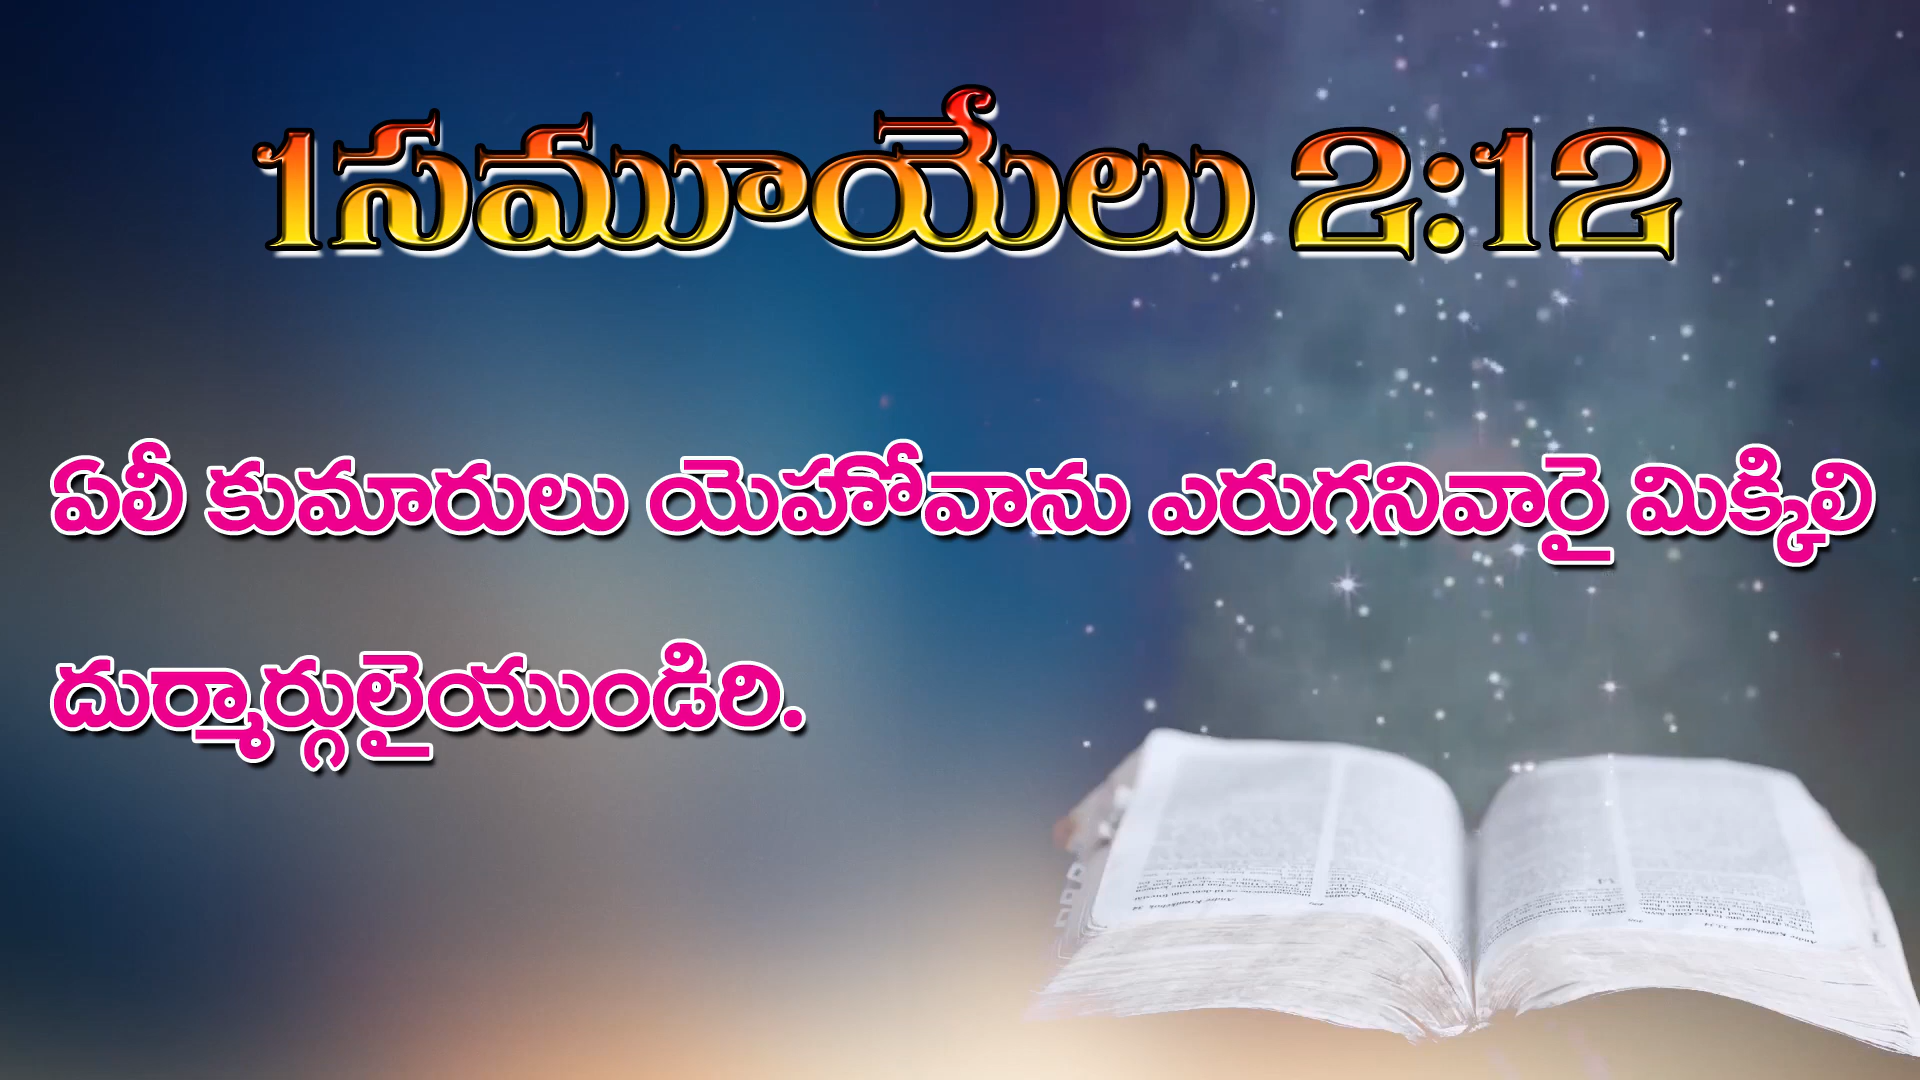 1సమూయేలు 2:12
ఏలీ కుమారులు యెహోవాను ఎరుగనివారై మిక్కిలి
దుర్మార్గులైయుండిరి.